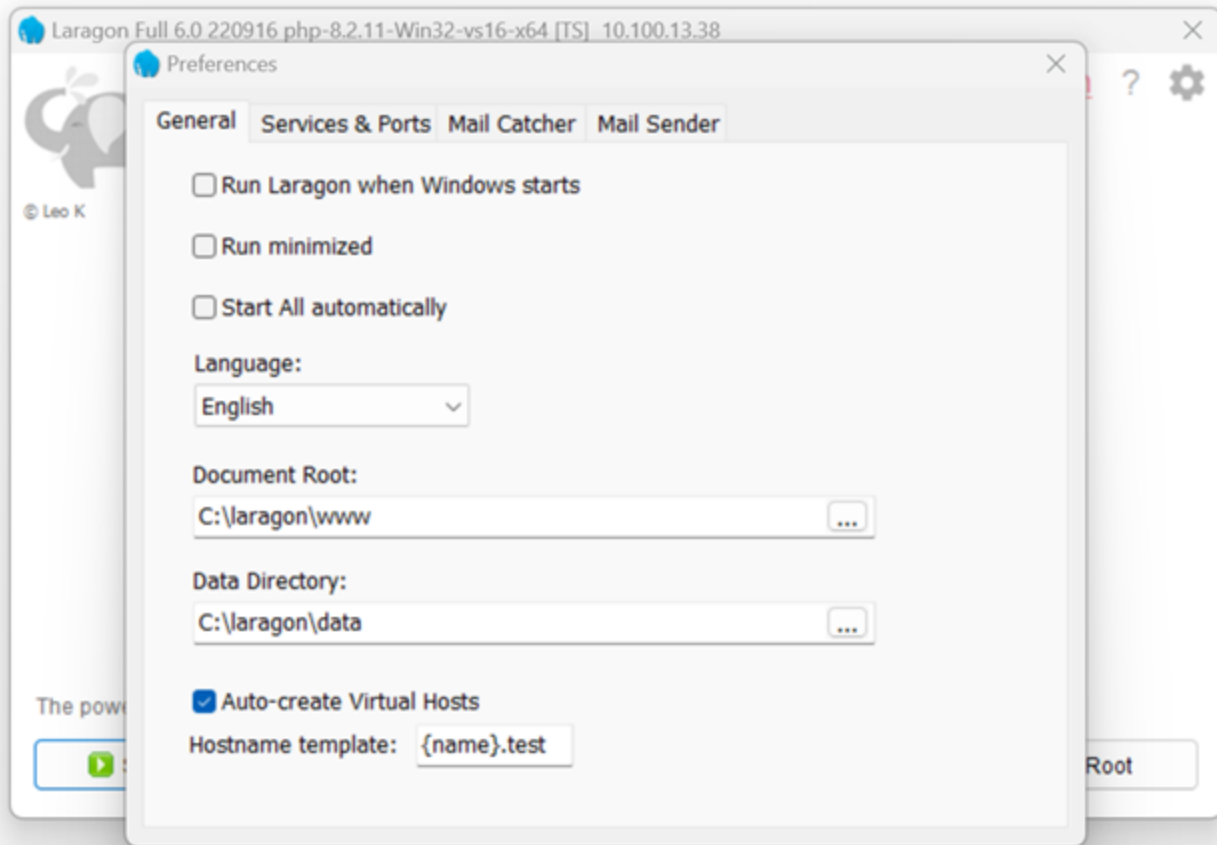 Laragon Full 6.0 220916 php-8.2.11-Win32-vs16-x64 [TS] 10.100.13.38
Preferences
?
© Leo K
General Services & Ports Mail Catcher Mail Sender
Run Laragon when Windows starts
Run minimized
Start All automatically
Language:
English
Document Root:
C:\laragon\www
...
Data Directory:
C:\laragon\data
...
Auto-create Virtual Hosts
Hostname template: {name}.test
The powe
Root